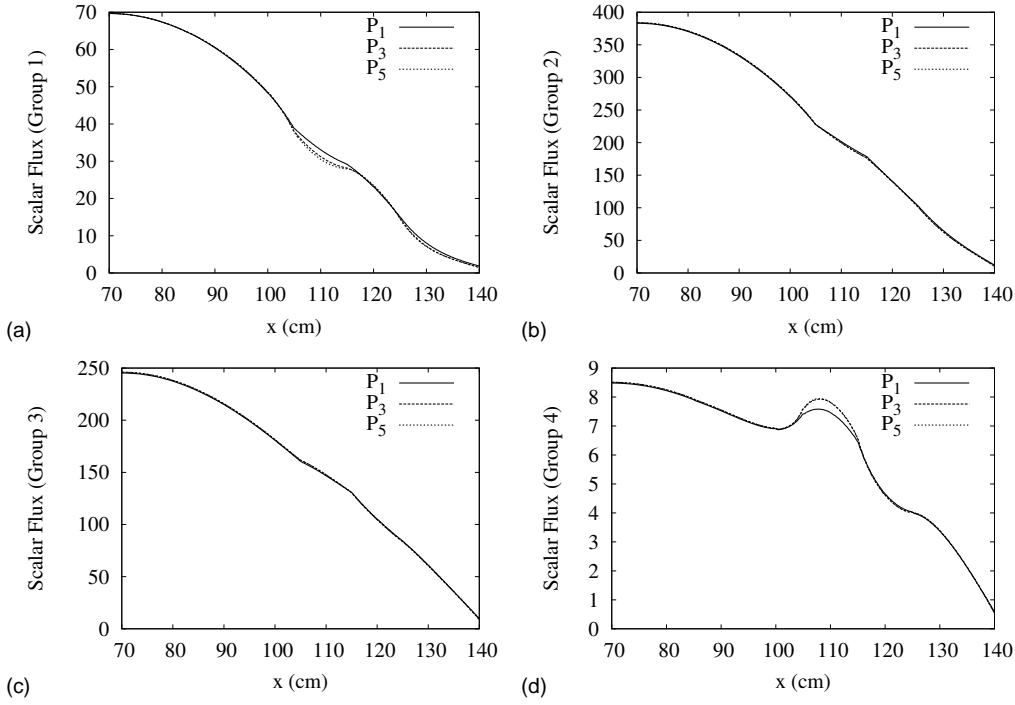 70
60
50
40
30
20
10
0
Scalar Flux (Group 1)
P1
P3
P5
70 80 90 100 110 120 130 140
x (cm)
(a)
400
350
300
250
200
150
100
50
0
Scalar Flux (Group 2)
P1
P3
P5
70 80 90 100 110 120 130 140
x (cm)
(b)
250
200
150
100
50
0
Scalar Flux (Group 3)
P1
P3
P5
70 80 90 100 110 120 130 140
x (cm)
(c)
9
8
7
6
5
4
3
2
1
0
Scalar Flux (Group 4)
P1
P3
P5
70 80 90 100 110 120 130 140
x (cm)
(d)